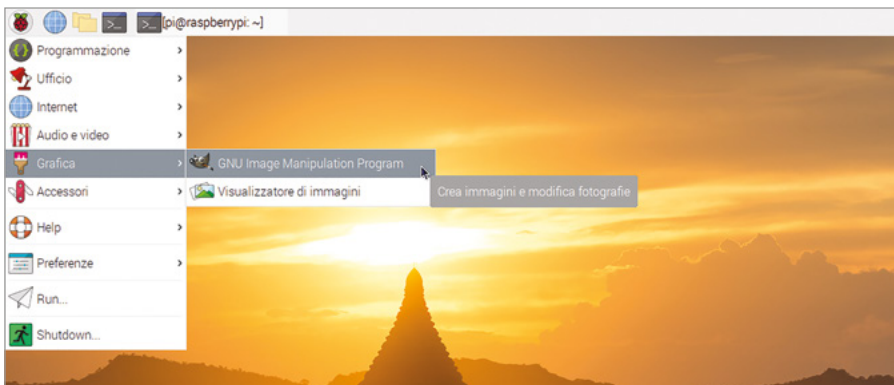 [pi@raspberrypi: ~]
Programmazione
Ufficio
Internet
Audio e video
Grafica
GNU Image Manipulation Program
Accessori
Visualizzatore di immagini
Crea immagini e modifica fotografie
Help
Preferenze
Run...
Shutdown...